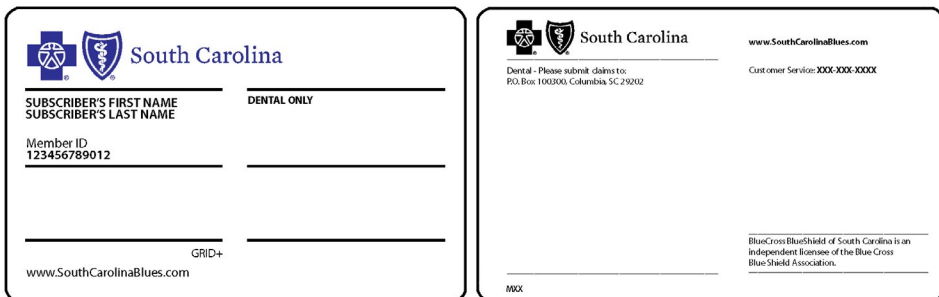 South Carolina
SUBSCRIBER'S FIRST NAME
SUBSCRIBER'S LAST NAME
DENTAL ONLY
Member ID
123456789012
GRID+
www.SouthCarolinaBlues.com
South Carolina
www.SouthCarolinaBlues.com
Dental - Please submit claims to:
P.O. Box 100300, Columbia, SC 29202
Customer Service: XXX-XXX-XXXX
BlueCross BlueShield of South Carolina is an
independent licensee of the Blue Cross
Blue Shield Association.
MXX